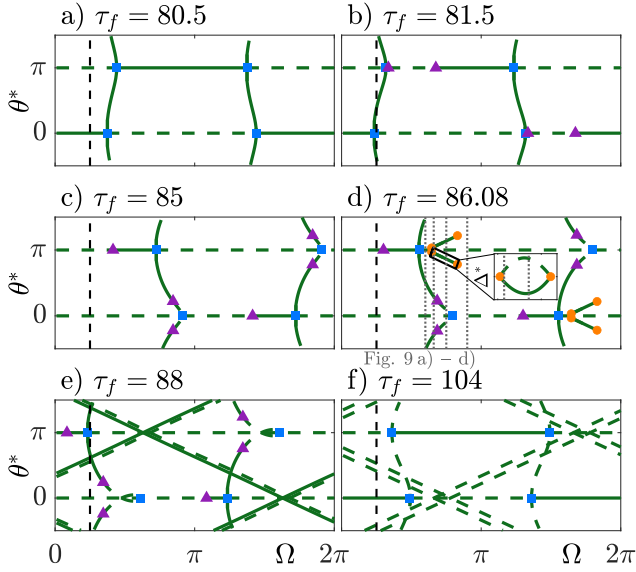 a) τ_f = 80.5
b) τ_f = 81.5
θ*
π
0
c) τ_f = 85
d) τ_f = 86.08
θ*
π
0
Δ*
Fig. 9 a) – d)
e) τ_f = 88
f) τ_f = 104
θ*
π
0
0 π Ω 2π
π Ω 2π